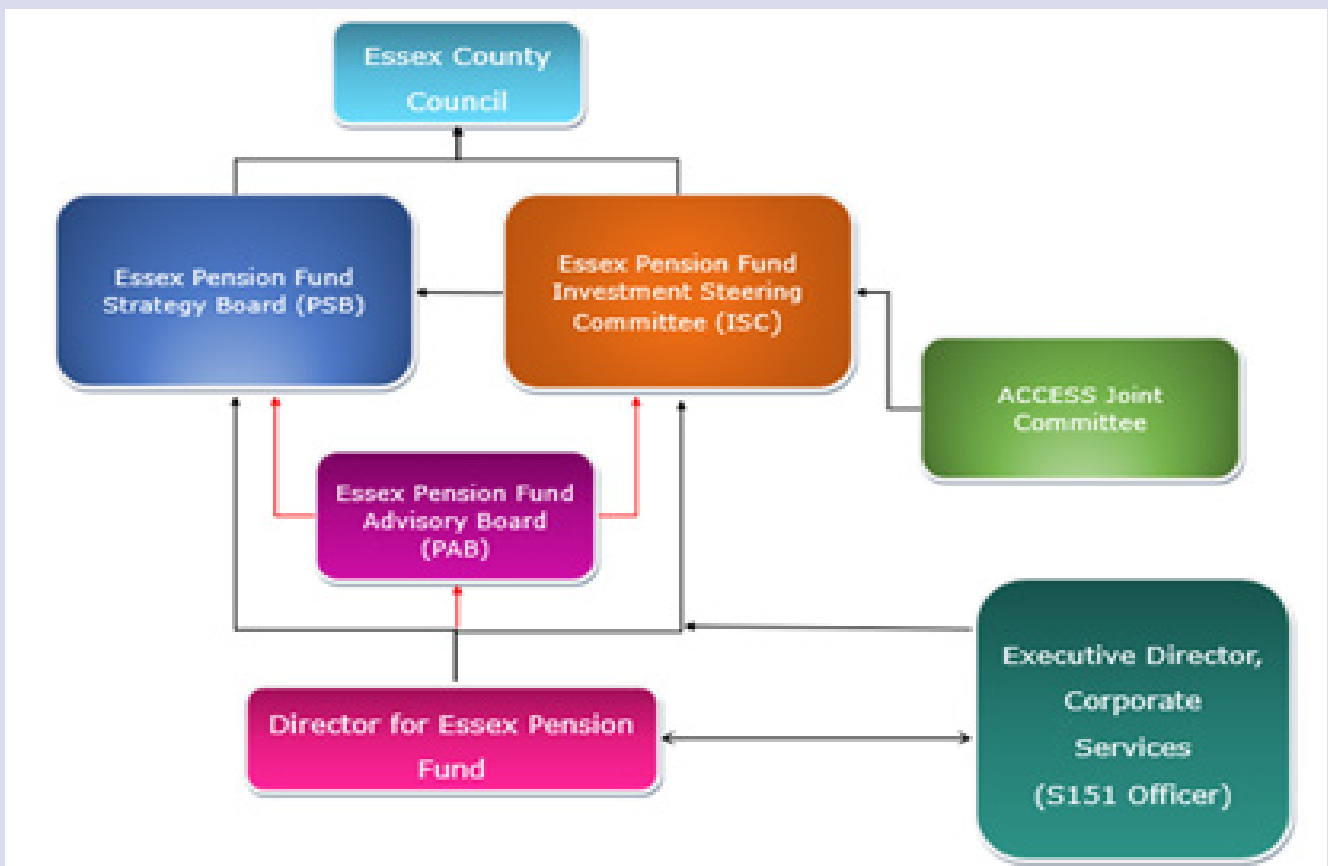 Essex County
Council
Essex Pension Fund
Strategy Board (PSB)
Essex Pension Fund
Investment Steering
Committee (ISC)
ACCESS Joint
Committee
Essex Pension Fund
Advisory Board
(PAB)
Executive Director,
Corporate
Services
(S151 Officer)
Director for Essex Pension
Fund